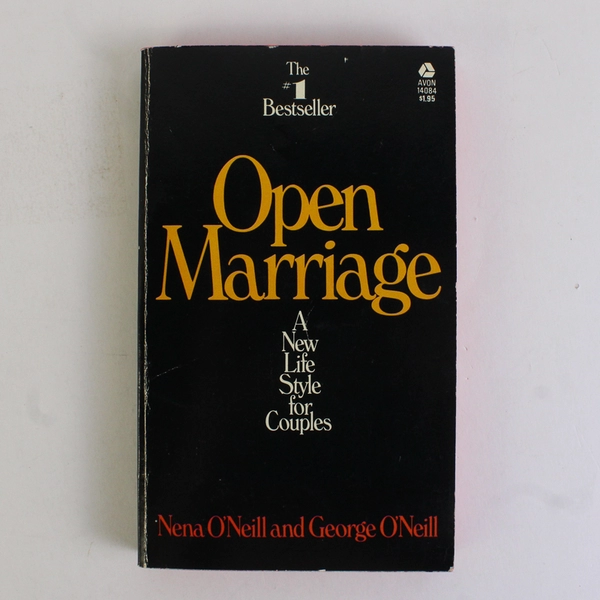 The
#1
Bestseller
AVON
14084
$1.95
Open
Marriage
A
New
Life
Style
for
Couples
Nena O'Neill and George O'Neill